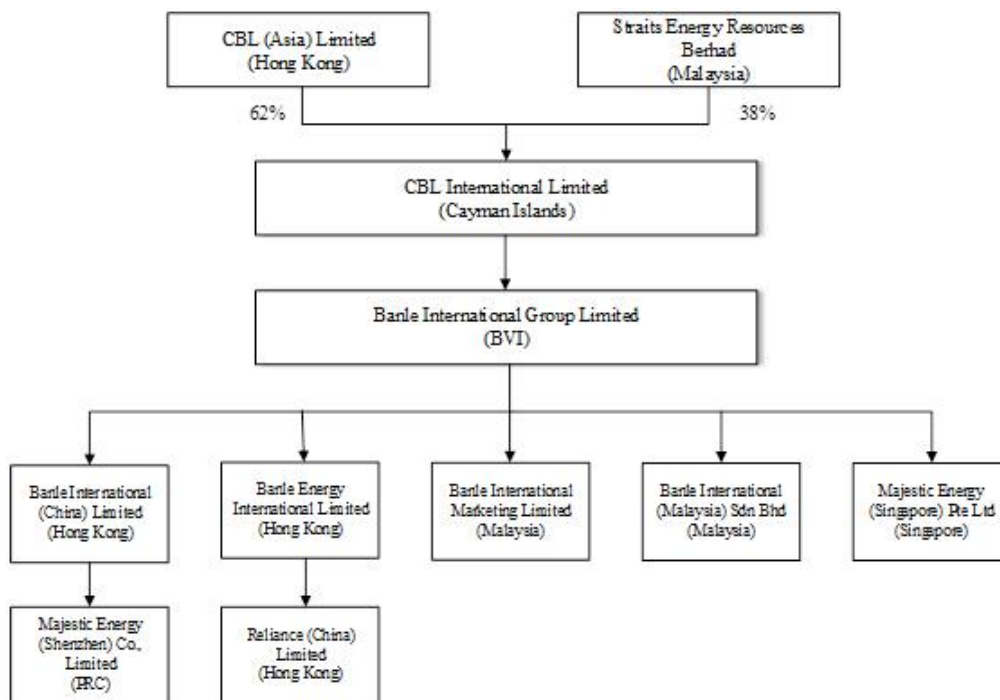 CBL (Asia) Limited
(Hong Kong)
Straits Energy Resources
Berhad
(Malaysia)
62%
38%
CBL International Limited
(Cayman Islands)
Banle International Group Limited
(BVI)
Banle International
(China) Limited
(Hong Kong)
Banle Energy
International Limited
(Hong Kong)
Banle International
Marketing Limited
(Malaysia)
Banle International
(Malaysia) Sdn Bhd
(Malaysia)
Majestic Energy
(Singapore) Pte Ltd
(Singapore)
Majestic Energy
(Shenzhen) Co.,
Limited
(PRC)
Reliance (China)
Limited
(Hong Kong)